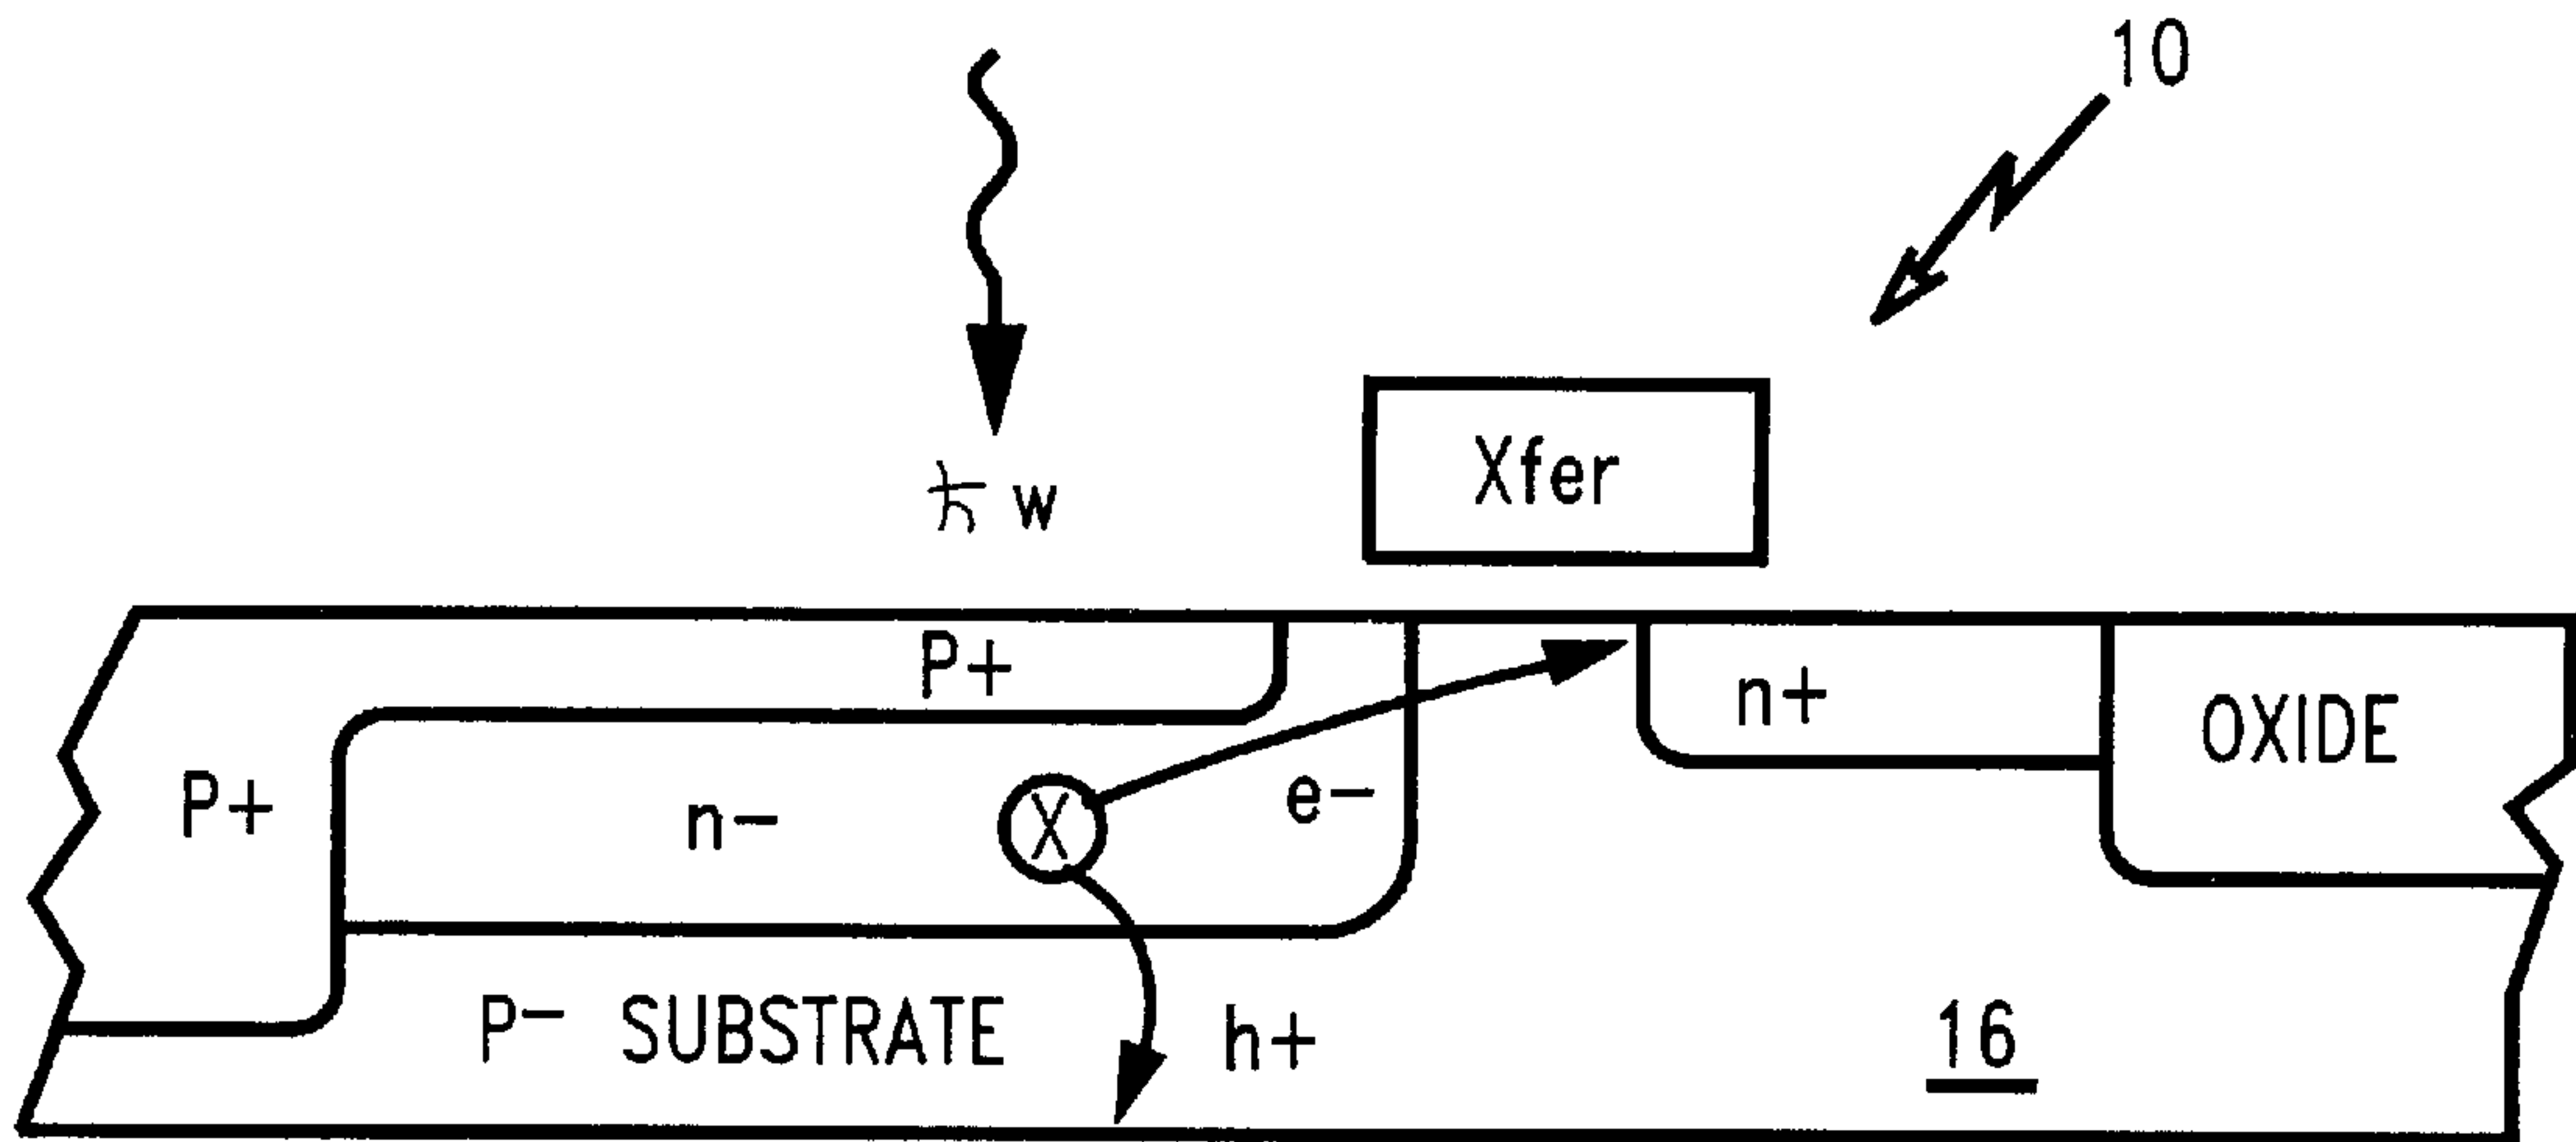 10
Xfer
ħw
P+
n+
OXIDE
P+
n-
X
e-
P- SUBSTRATE
h+
16